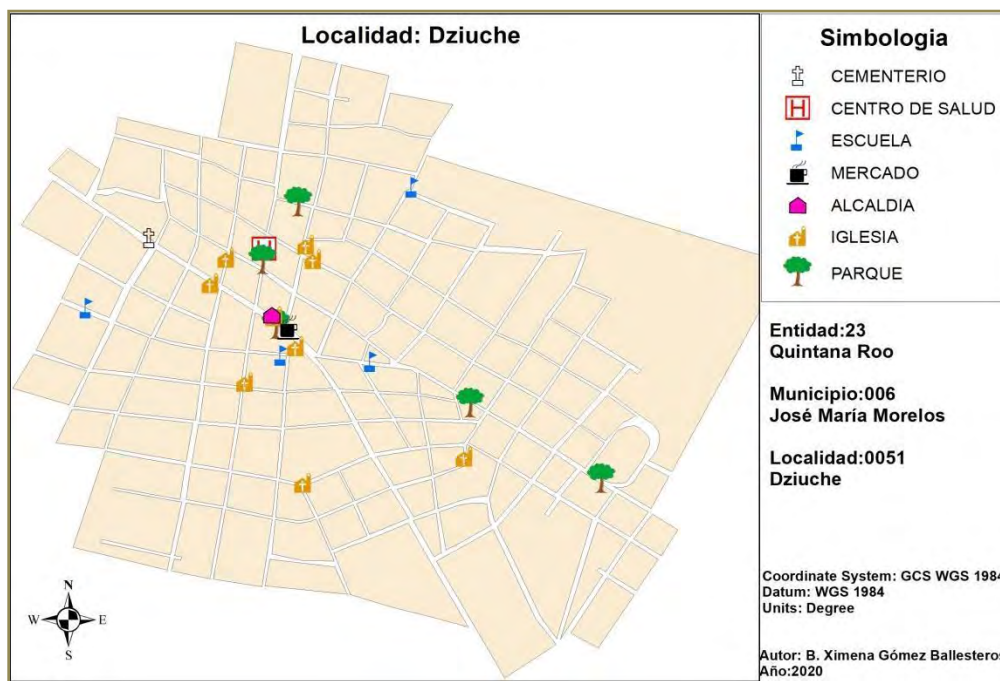 Localidad: Dziuche
N
W E
S
Simbologia
CEMENTERIO
H CENTRO DE SALUD
ESCUELA
MERCADO
ALCALDIA
IGLESIA
PARQUE
Entidad:23
Quintana Roo
Municipio:006
José María Morelos
Localidad:0051
Dziuche
Coordinate System: GCS WGS 1984
Datum: WGS 1984
Units: Degree
Autor: B. Ximena Gómez Ballesteros
Año:2020
H